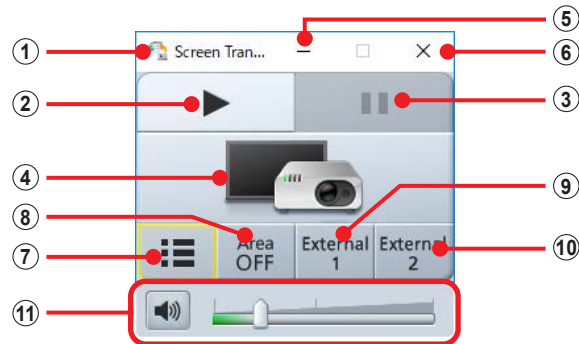 ① Screen Tran... ⑤ ⑥
② ③
④
⑧ ⑨
⑦ Area OFF External 1 External 2 ⑩
⑪